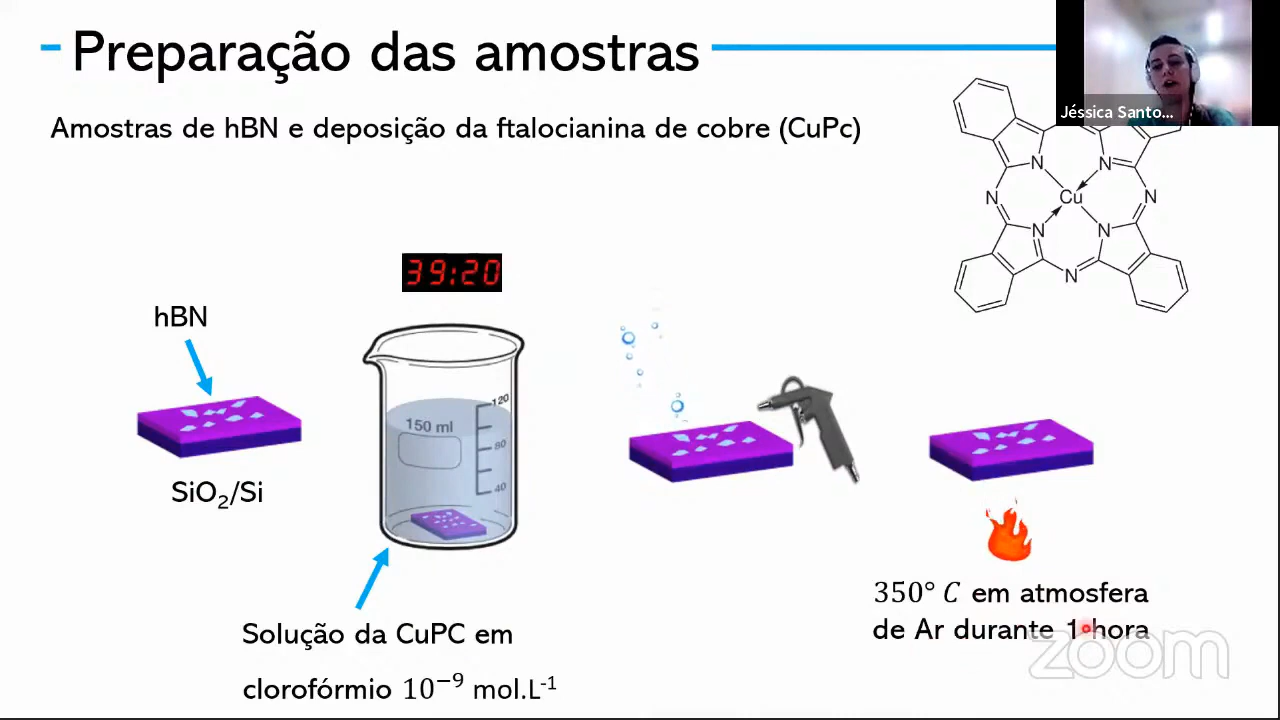 Preparação das amostras
Jéssica Santo...
Amostras de hBN e deposição da ftalocianina de cobre (CuPc)
N
N
N
Cu
N
N
N
N
N
39:20
hBN
120
150 ml
80
40
SiO₂/Si
350° C em atmosfera
de Ar durante 1 hora
Solução da CuPC em
clorofórmio 10⁻⁹ mol.L⁻¹
zoom